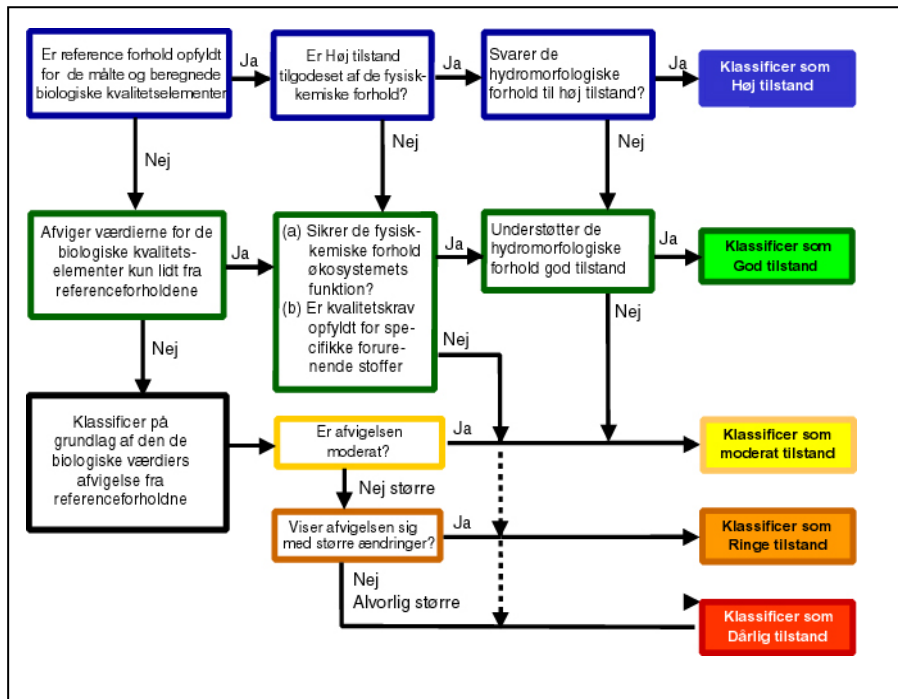 Er reference forhold opfyldt
for de målte og beregnede
biologiske kvalitetselementer
Ja
Er Høj tilstand
tilgodeset af de fysisk-
kemiske forhold?
Ja
Svarer de
hydromorfologiske
forhold til høj tilstand?
Ja
Klassificer som
Høj tilstand
Nej
Nej
Nej
Afviger værdierne for de
biologiske kvalitets-
elementer kun lidt fra
referenceforholdene
Ja
(a) Sikrer de fysisk-
kemiske forhold
økosystemets
funktion?
(b) Er kvalitetskrav
opfyldt for spe-
cifikke forure-
nende stoffer
Ja
Understøtter de
hydromorfologiske
forhold god tilstand
Ja
Klassificer som
God tilstand
Nej
Nej
Nej
Klassificer på
grundlag af den de
biologiske værdiers
afvigelse fra
referenceforholdne
Er afvigelsen
moderat?
Ja
Klassificer som
moderat tilstand
Nej større
Viser afvigelsen sig
med større ændringer?
Ja
Klassificer som
Ringe tilstand
Nej
Alvorlig større
Klassificer som
Dårlig tilstand